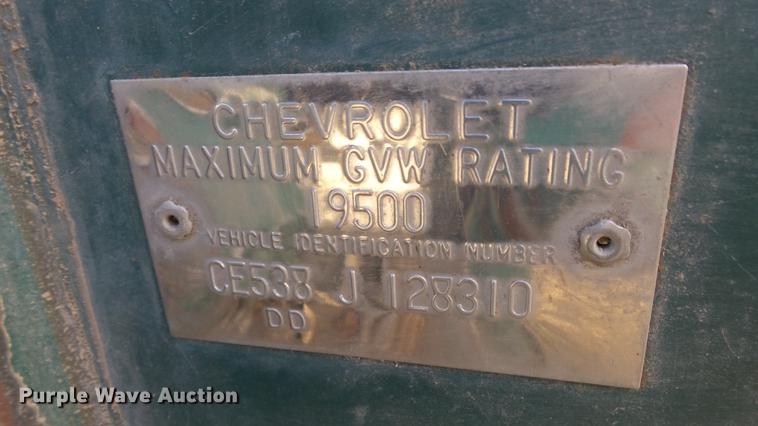 CHEVROLET
MAXIMUM GVW RATING
19500
VEHICLE IDENTIFICATION NUMBER
CE538 J 128310
DD
Purple Wave Auction